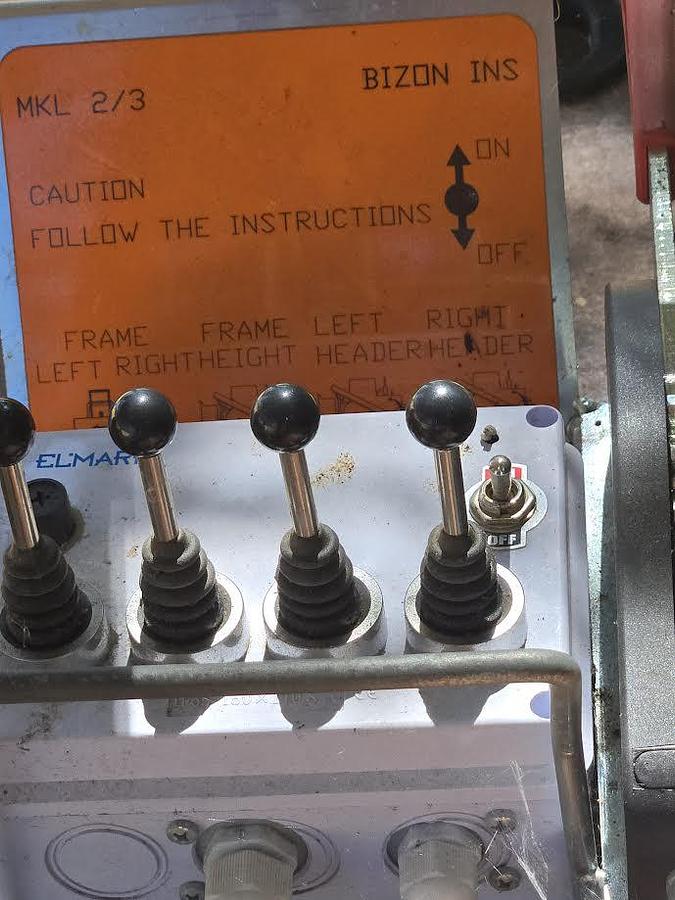 BIZON INS
MKL 2/3
ON
CAUTION
FOLLOW THE INSTRUCTIONS
OFF
FRAME FRAME LEFT RIGHT
LEFT RIGHT HEIGHT HEADER HEADER
ELMARK
OFF